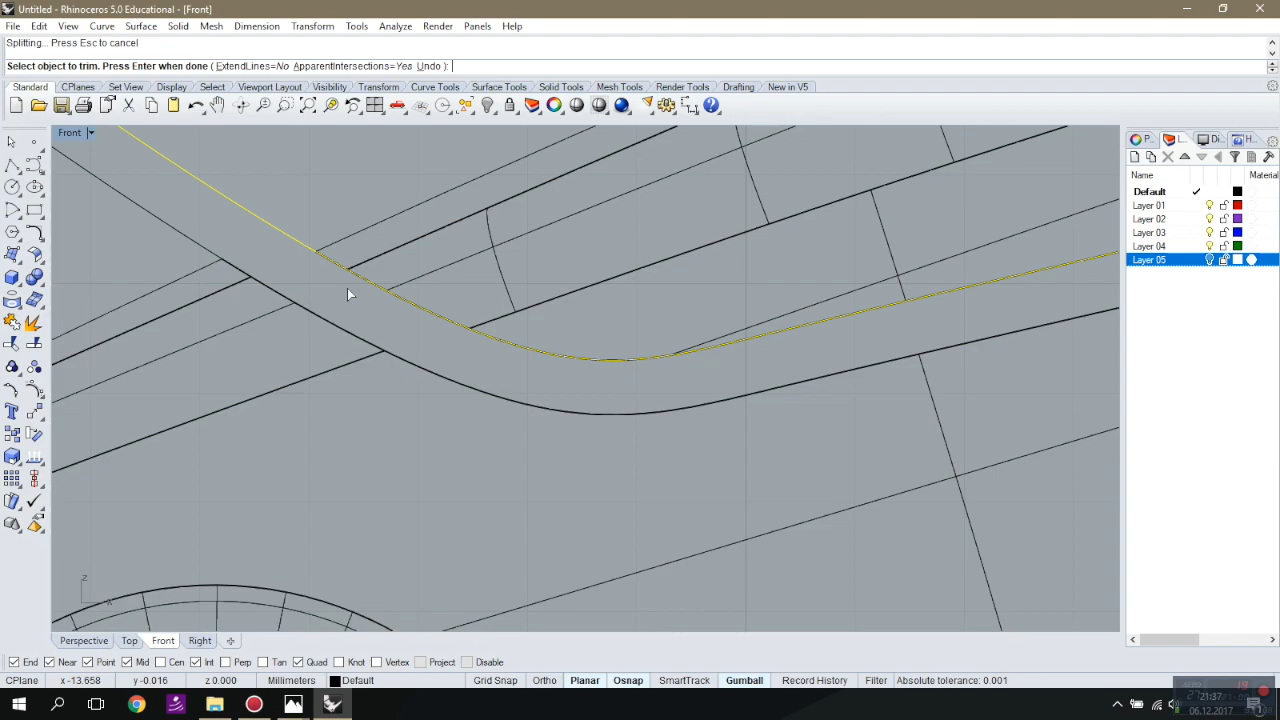 Untitled - Rhinoceros 5.0 Educational - [Front]
File Edit View Curve Surface Solid Mesh Dimension Transform Tools Analyze Render Panels Help
Splitting... Press Esc to cancel
Select object to trim. Press Enter when done ( ExtendLines=No ApparentIntersections=Yes Undo ):
Standard CPlanes Set View Display Select Viewport Layout Visibility Transform Curve Tools Surface Tools Solid Tools Mesh Tools Render Tools Drafting New in V5
Front
P... L... Di... H...
Name Material
Default
Layer 01
Layer 02
Layer 03
Layer 04
Layer 05
z
x
Perspective Top Front Right
End Near Point Mid Cen Int Perp Tan Quad Knot Vertex Project Disable
CPlane x -13.658 y -0.016 z 0.000 Millimeters Default Grid Snap Ortho Planar Osnap SmartTrack Gumball Record History Filter Absolute tolerance: 0.001
21:37
06.12.2017